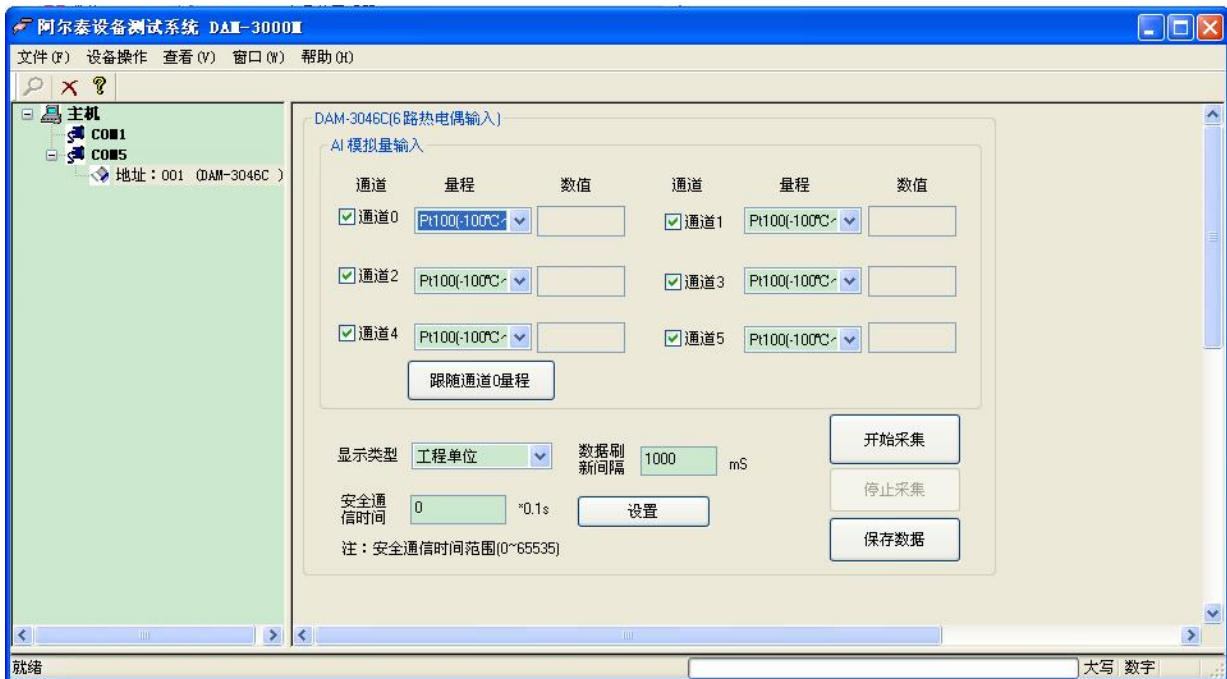 阿尔泰设备测试系统 DAM-3000M
文件(F) 设备操作 查看(V) 窗口(W) 帮助(H)
主机
COM1
COM5
地址：001 (DAM-3046C )
DAM-3046C(6路热电偶输入)
AI 模拟量输入
通道 量程 数值 通道 量程 数值
通道0 Pt100(-100℃~ 通道1 Pt100(-100℃~
通道2 Pt100(-100℃~ 通道3 Pt100(-100℃~
通道4 Pt100(-100℃~ 通道5 Pt100(-100℃~
跟随通道0量程
显示类型 工程单位 数据刷新间隔 1000 mS
开始采集
停止采集
安全通信时间 0 *0.1s 设置
保存数据
注：安全通信时间范围(0~65535)
就绪 大写 数字